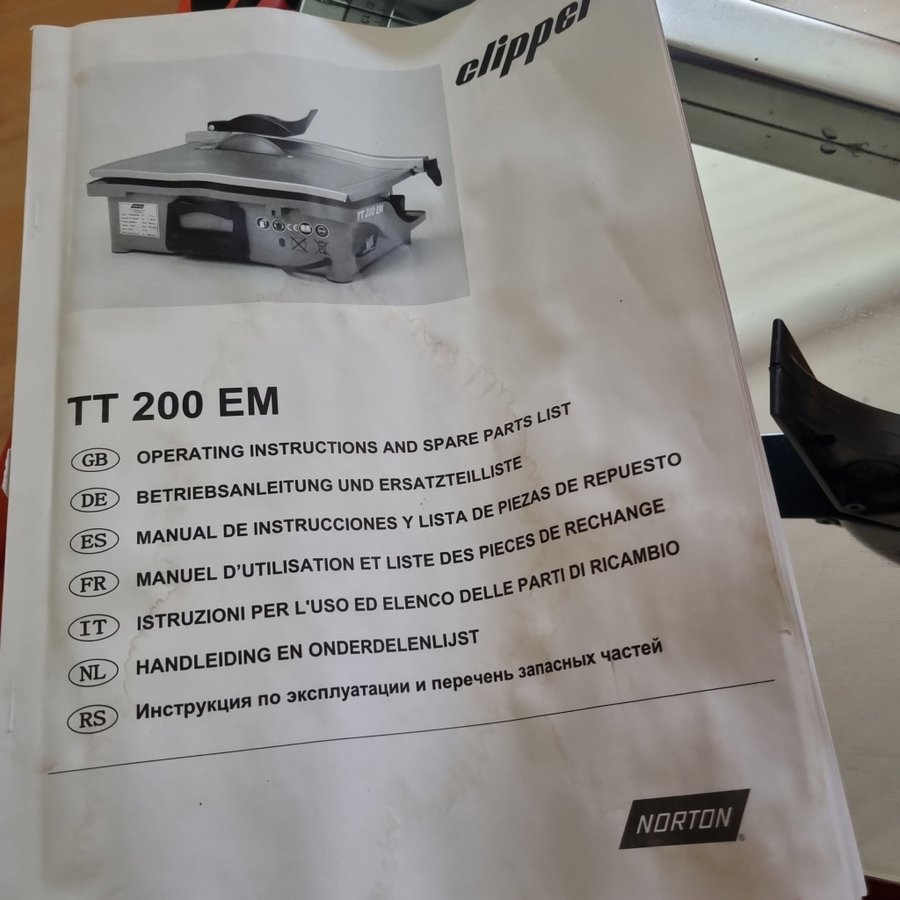 clipper
TT 200 EM
CE
TT 200 EM
GB OPERATING INSTRUCTIONS AND SPARE PARTS LIST
DE BETRIEBSANLEITUNG UND ERSATZTEILLISTE
ES MANUAL DE INSTRUCCIONES Y LISTA DE PIEZAS DE REPUESTO
FR MANUEL D'UTILISATION ET LISTE DES PIECES DE RECHANGE
IT ISTRUZIONI PER L'USO ED ELENCO DELLE PARTI DI RICAMBIO
NL HANDLEIDING EN ONDERDELENLIJST
RS Инструкция по эксплуатации и перечень запасных частей
NORTON®